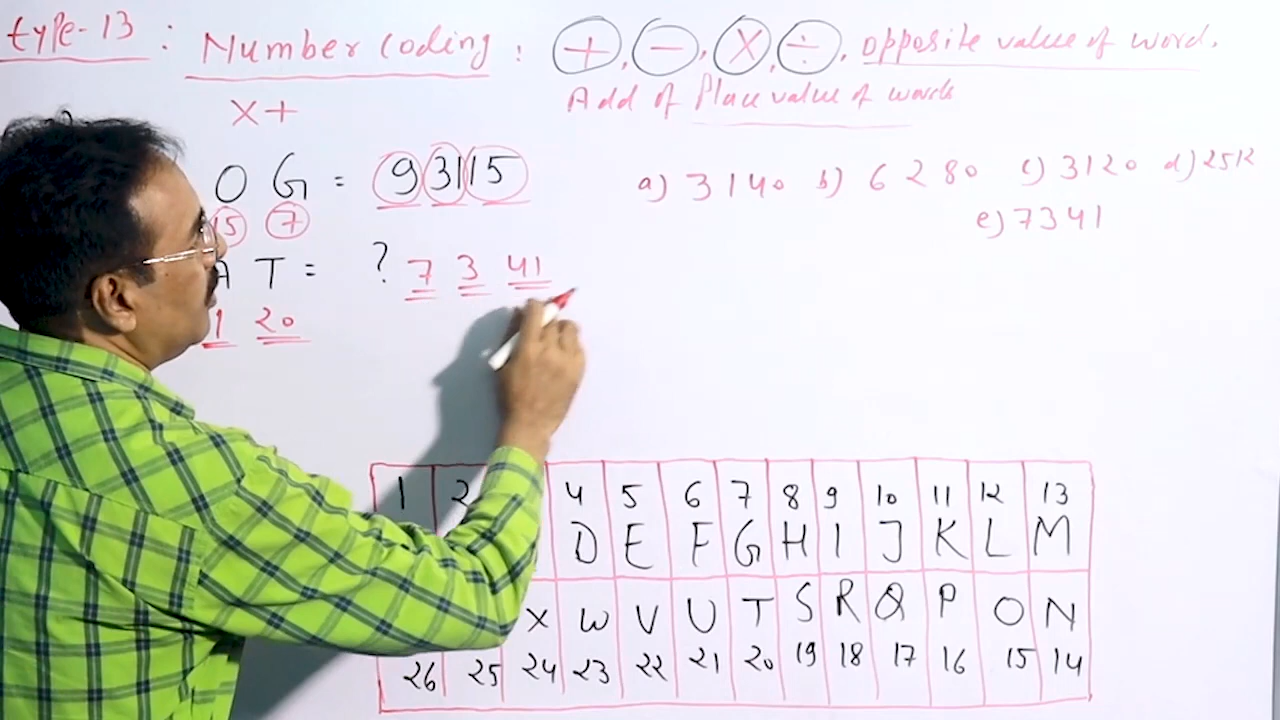 type-13 : Number Coding : +, -, ×, ÷, opposite value of word,
×+ Add of Place value of words
O G = 9 31 15
15 7
A T = ? 7 3 41
1 20
a) 3140 b) 6280 c) 3120 d) 2512
e) 7341
1 2 4 5 6 7 8 9 10 11 12 13
D E F G H I J K L M
X W V U T S R Q P O N
26 25 24 23 22 21 20 19 18 17 16 15 14